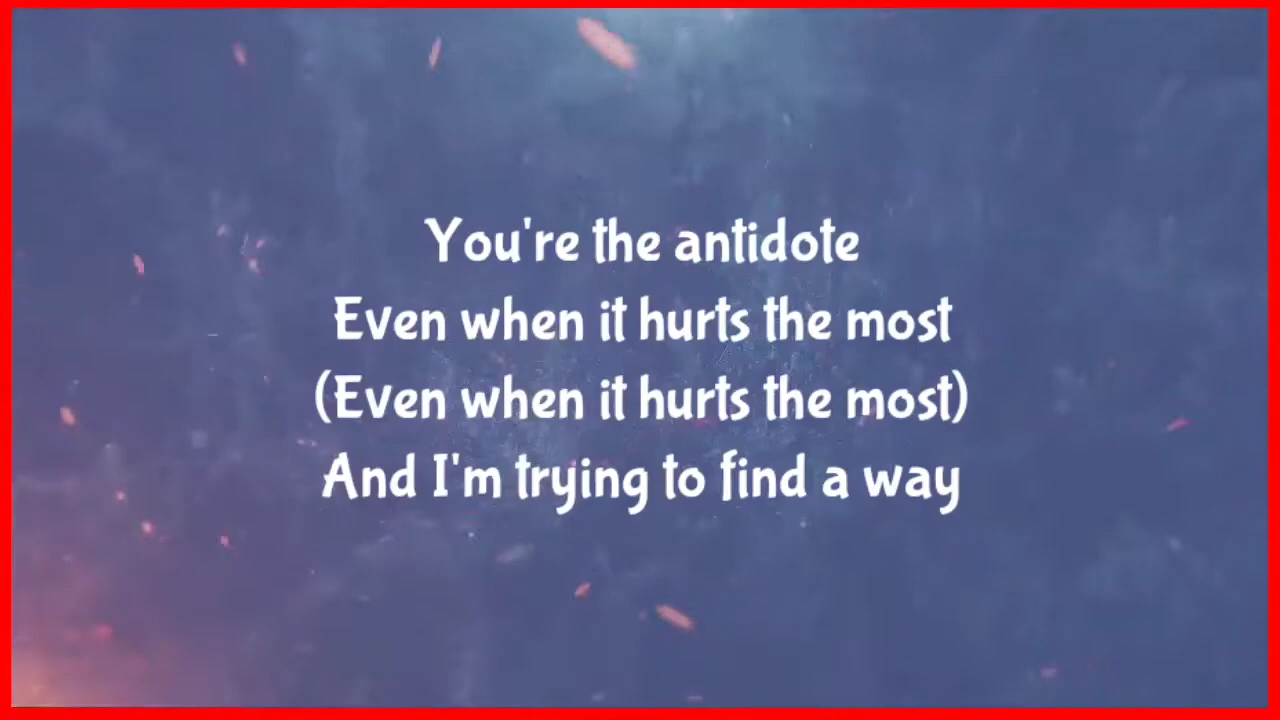 You're the antidote
Even when it hurts the most
(Even when it hurts the most)
And I'm trying to find a way